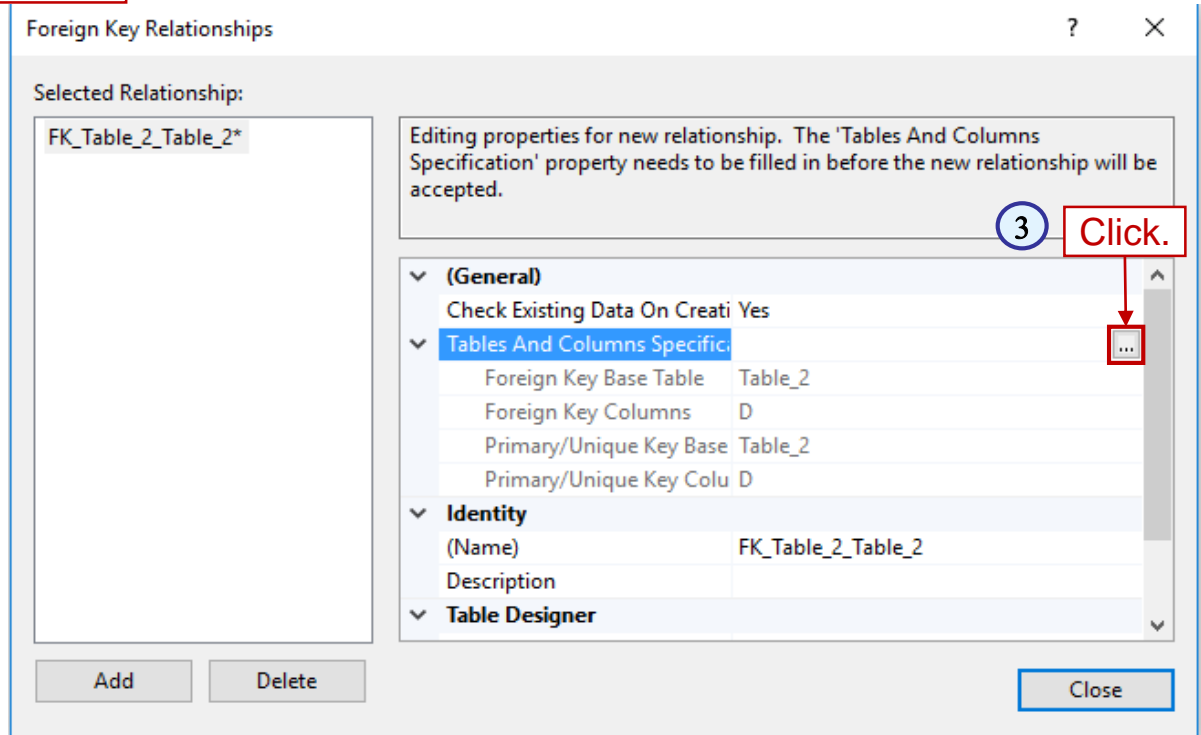 Foreign Key Relationships
?
Selected Relationship:
FK_Table_2_Table_2*
Editing properties for new relationship. The 'Tables And Columns
Specification' property needs to be filled in before the new relationship will be
accepted.
3 Click.
(General)
Check Existing Data On Creati Yes
Tables And Columns Specific
...
Foreign Key Base Table Table_2
Foreign Key Columns D
Primary/Unique Key Base Table_2
Primary/Unique Key Colu D
Identity
(Name) FK_Table_2_Table_2
Description
Table Designer
Add Delete
Close